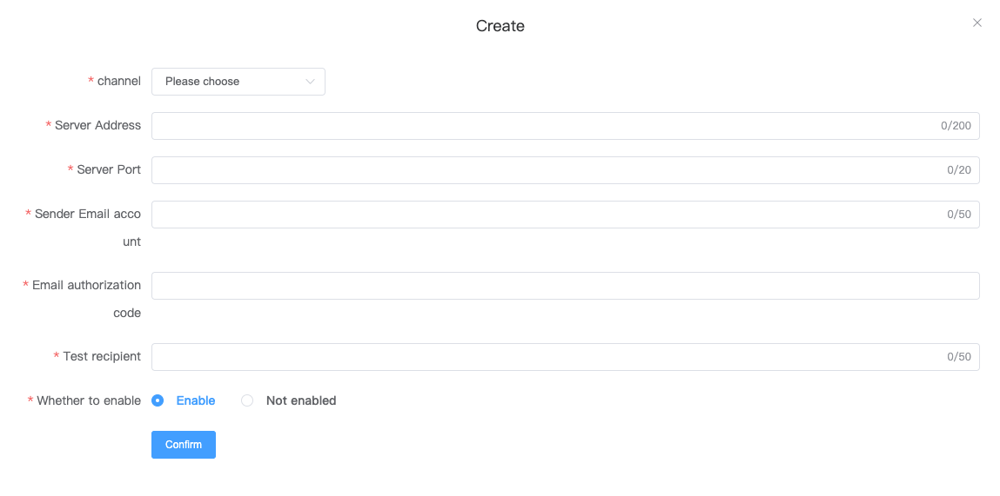 Create
* channel Please choose
* Server Address 0/200
* Server Port 0/20
* Sender Email acco 0/50
unt
* Email authorization
code
* Test recipient 0/50
* Whether to enable Enable Not enabled
Confirm